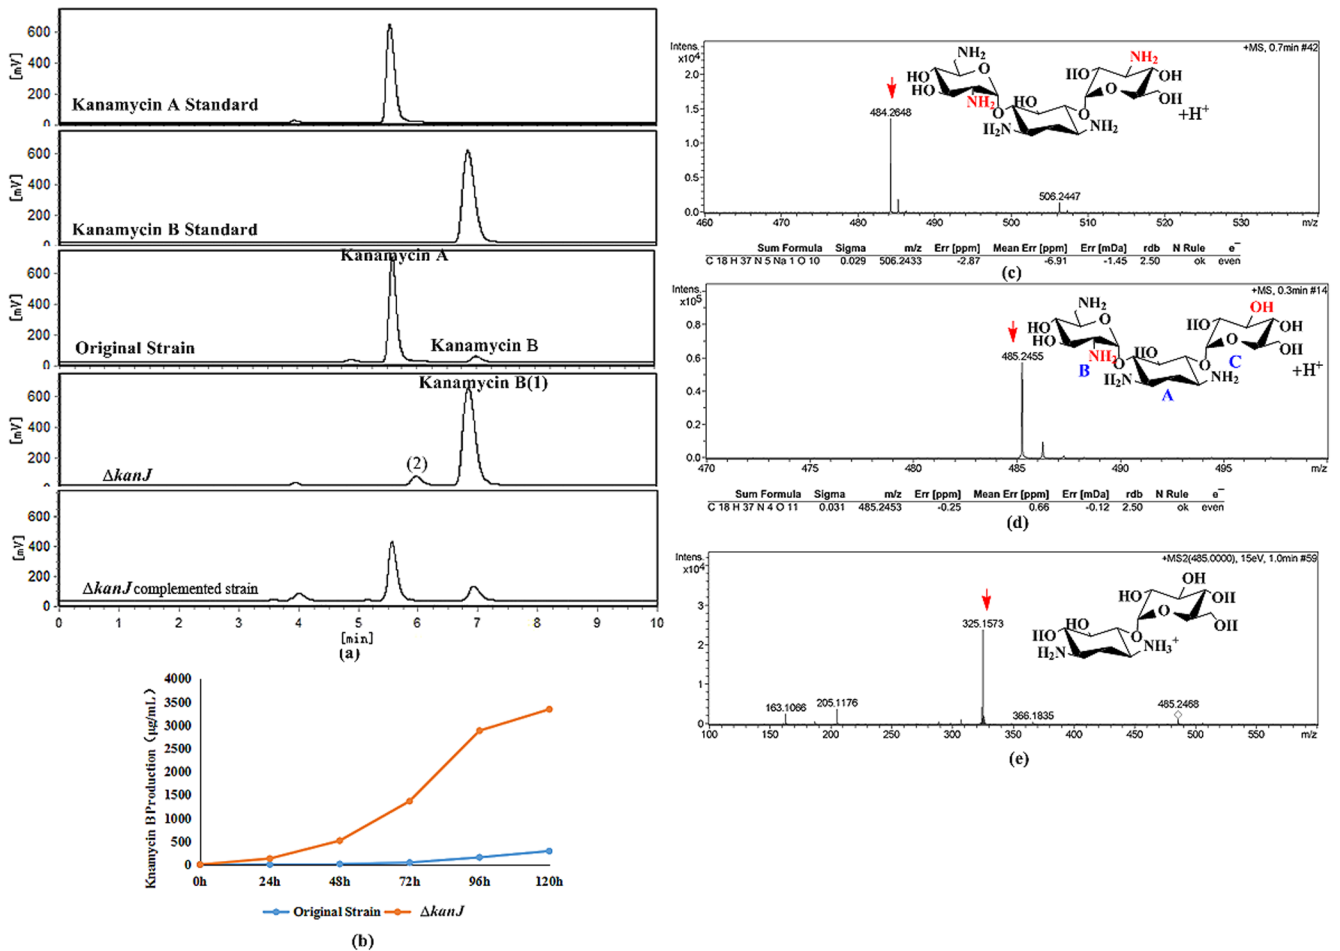 600
400
200
0
[mV]
Kanamycin A Standard
600
400
200
0
[mV]
Kanamycin B Standard
600
400
200
0
[mV]
Kanamycin A
Original Strain
Kanamycin B
600
400
200
0
[mV]
Kanamycin B(1)
(2)
ΔkanJ
600
400
200
0
[mV]
ΔkanJ complemented strain
0 1 2 3 4 5 6 7 8 9 10
[min]
(a)
Knamycin B Production (μg/mL)
4000
3500
3000
2500
2000
1500
1000
500
0
0h 24h 48h 72h 96h 120h
Original Strain ΔkanJ
(b)
Intens.
x10⁴
+MS, 0.7min #42
2.0
1.5
1.0
0.5
0.0
484.2648
506.2447
NH₂
HO
HO
O
NH₂
O
HO
H₂N
NH₂
O
HO
NH₂
OH
O
OH
+H⁺
460 470 480 490 500 510 520 530 m/z
Sum Formula Sigma m/z Err [ppm] Mean Err [ppm] Err [mDa] rdb N Rule e⁻
C 18 H 37 N 5 Na 1 O 10 0.029 506.2433 -2.87 -6.91 -1.45 2.50 ok even
(c)
Intens.
x10⁵
+MS, 0.3min #14
0.8
0.6
0.4
0.2
0.0
485.2455
NH₂
HO
HO
O
NH₂
O
HO
H₂N
NH₂
O
HO
OH
OH
O
OH
B
A
C
+H⁺
470 475 480 485 490 495 m/z
Sum Formula Sigma m/z Err [ppm] Mean Err [ppm] Err [mDa] rdb N Rule e⁻
C 18 H 37 N 4 O 11 0.031 485.2453 -0.25 0.66 -0.12 2.50 ok even
(d)
Intens.
x10⁴
+MS2(485.0000), 15eV, 1.0min #59
3
2
1
0
163.1066
205.1176
325.1573
366.1835
485.2468
OH
HO
OH
O
OH
HO
O
HO
H₂N
NH₃⁺
100 150 200 250 300 350 400 450 500 550 m/z
(e)